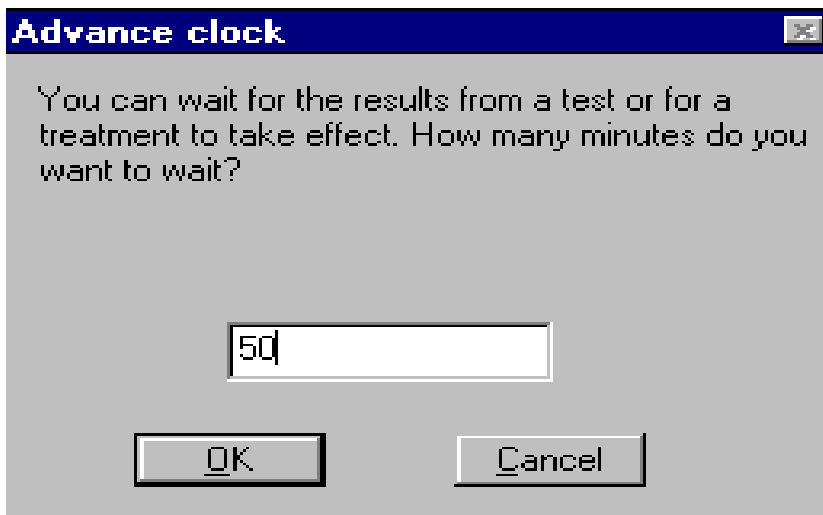 Advance clock
You can wait for the results from a test or for a
treatment to take effect. How many minutes do you
want to wait?
50
OK
Cancel